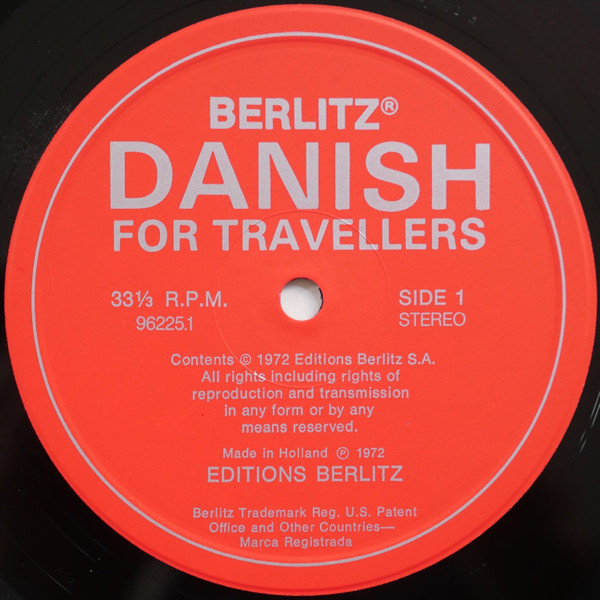 BERLITZ®
DANISH
FOR TRAVELLERS
33⅓ R.P.M.
96225.1
SIDE 1
STEREO
Contents © 1972 Editions Berlitz S.A.
All rights including rights of
reproduction and transmission
in any form or by any
means reserved.
Made in Holland ℗ 1972
EDITIONS BERLITZ
Berlitz Trademark Reg. U.S. Patent
Office and Other Countries—
Marca Registrada